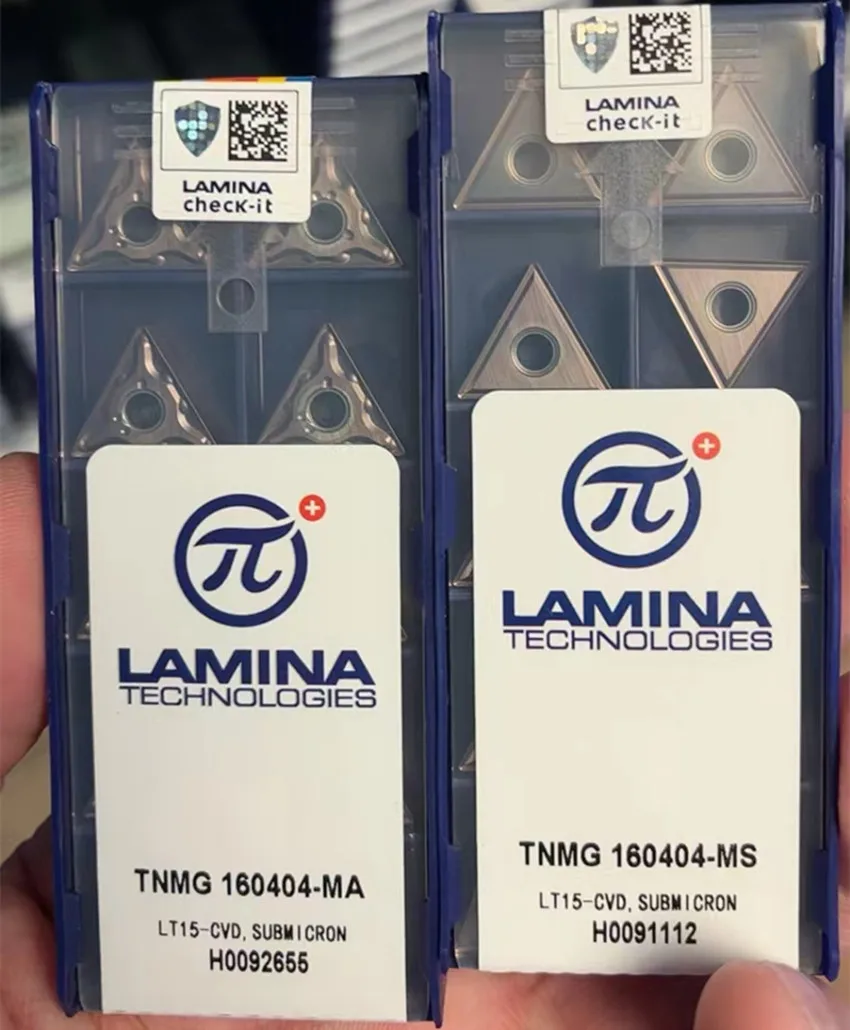 LAMINA
checK-it
π
LAMINA
TECHNOLOGIES
TNMG 160404-MA
LT15-CVD, SUBMICRON
H0092655
LAMINA
checK-it
π
LAMINA
TECHNOLOGIES
TNMG 160404-MS
LT15-CVD, SUBMICRON
H0091112